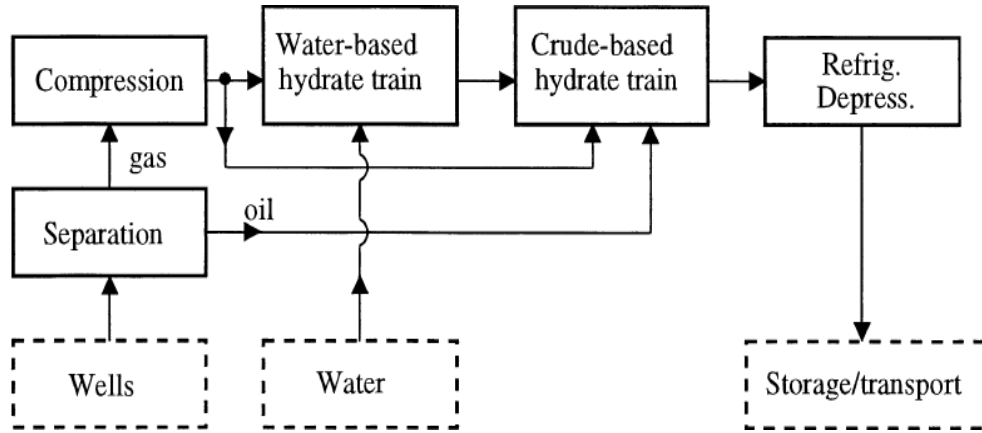 Compression
Water-based
hydrate train
Crude-based
hydrate train
Refrig.
Depress.
gas
Separation
oil
Wells
Water
Storage/transport